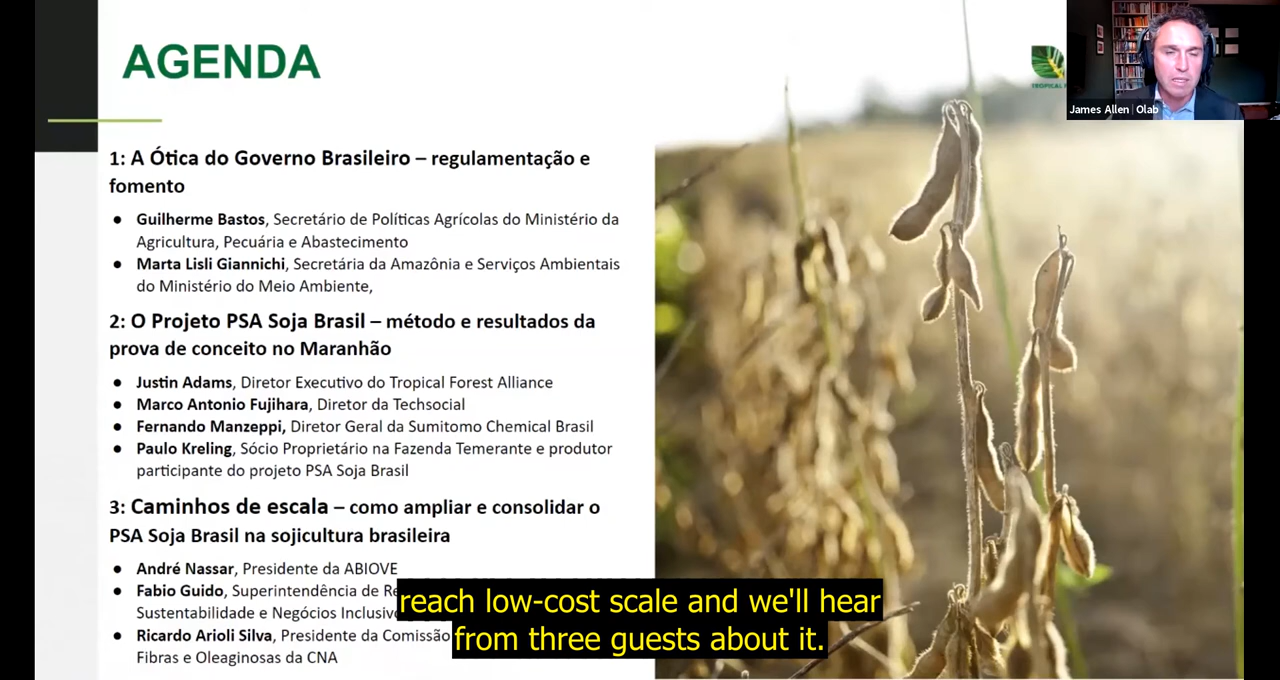 AGENDA
TROPICAL
James Allen | Olab
1: A Ótica do Governo Brasileiro – regulamentação e
fomento
● Guilherme Bastos, Secretário de Políticas Agrícolas do Ministério da
Agricultura, Pecuária e Abastecimento
● Marta Lisli Giannichi, Secretária da Amazônia e Serviços Ambientais
do Ministério do Meio Ambiente,
2: O Projeto PSA Soja Brasil – método e resultados da
prova de conceito no Maranhão
● Justin Adams, Diretor Executivo do Tropical Forest Alliance
● Marco Antonio Fujihara, Diretor da Techsocial
● Fernando Manzeppi, Diretor Geral da Sumitomo Chemical Brasil
● Paulo Kreling, Sócio Proprietário na Fazenda Temerante e produtor
participante do projeto PSA Soja Brasil
3: Caminhos de escala – como ampliar e consolidar o
PSA Soja Brasil na sojicultura brasileira
● André Nassar, Presidente da ABIOVE
● Fabio Guido, Superintendência de
Sustentabilidade e Negócios
● Ricardo Arioli Silva, Presidente da Comissão
Fibras e Oleaginosas da CNA
reach low-cost scale and we'll hear
from three guests about it.